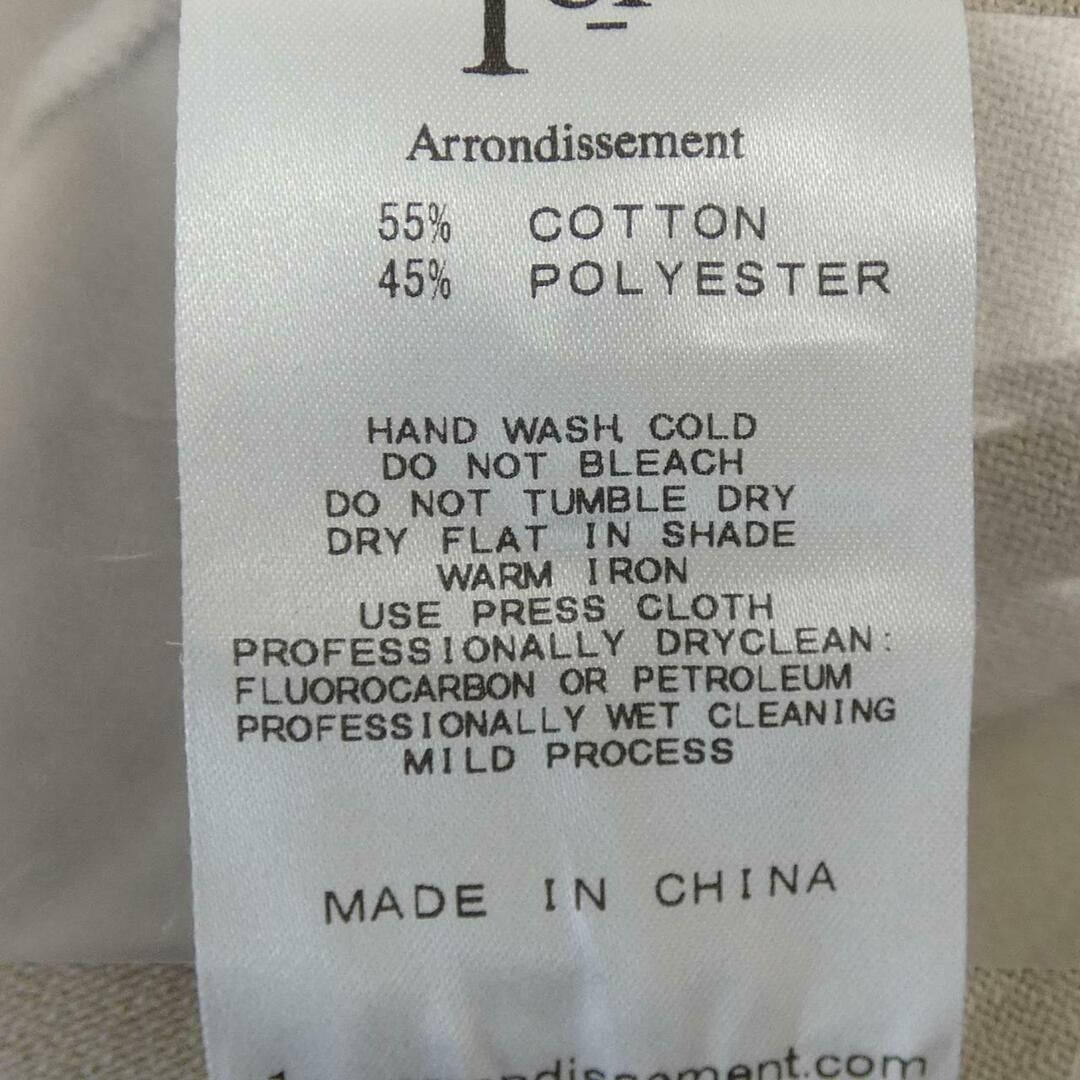 Arrondissement
55% COTTON
45% POLYESTER
HAND WASH COLD
DO NOT BLEACH
DO NOT TUMBLE DRY
DRY FLAT IN SHADE
WARM IRON
USE PRESS CLOTH
PROFESSIONALLY DRYCLEAN:
FLUOROCARBON OR PETROLEUM
PROFESSIONALLY WET CLEANING
MILD PROCESS
MADE IN CHINA